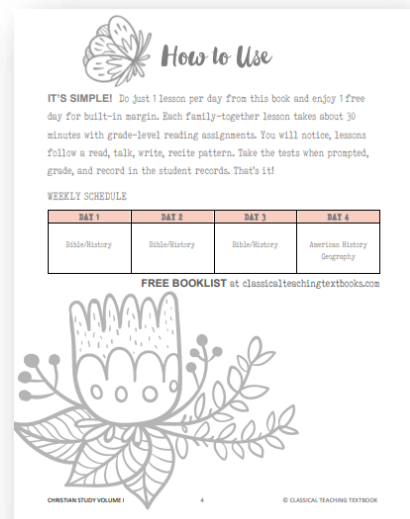 How to Use
IT'S SIMPLE! Do just 1 lesson per day from this book and enjoy 1 free
day for built-in margin. Each family-together lesson takes about 30
minutes with grade-level reading assignments. You will notice, lessons
follow a read, talk, write, recite pattern. Take the tests when prompted,
grade, and record in the student records. That's it!
WEEKLY SCHEDULE
DAY 1 DAY 2 DAY 3 DAY 4
Bible/History Bible/History Bible/History American History
Geography
FREE BOOKLIST at classicalteachingtextbooks.com
CHRISTIAN STUDY VOLUME I 4 © CLASSICAL TEACHING TEXTBOOK